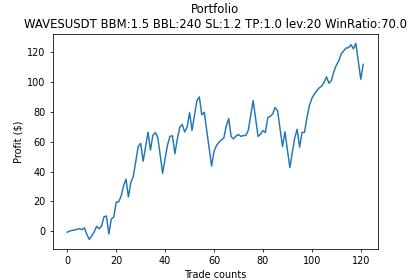 Portfolio
WAVESUSDT BBM:1.5 BBL:240 SL:1.2 TP:1.0 lev:20 WinRatio:70.0
120
100
80
60
40
20
0
Profit ($)
0 20 40 60 80 100 120
Trade counts